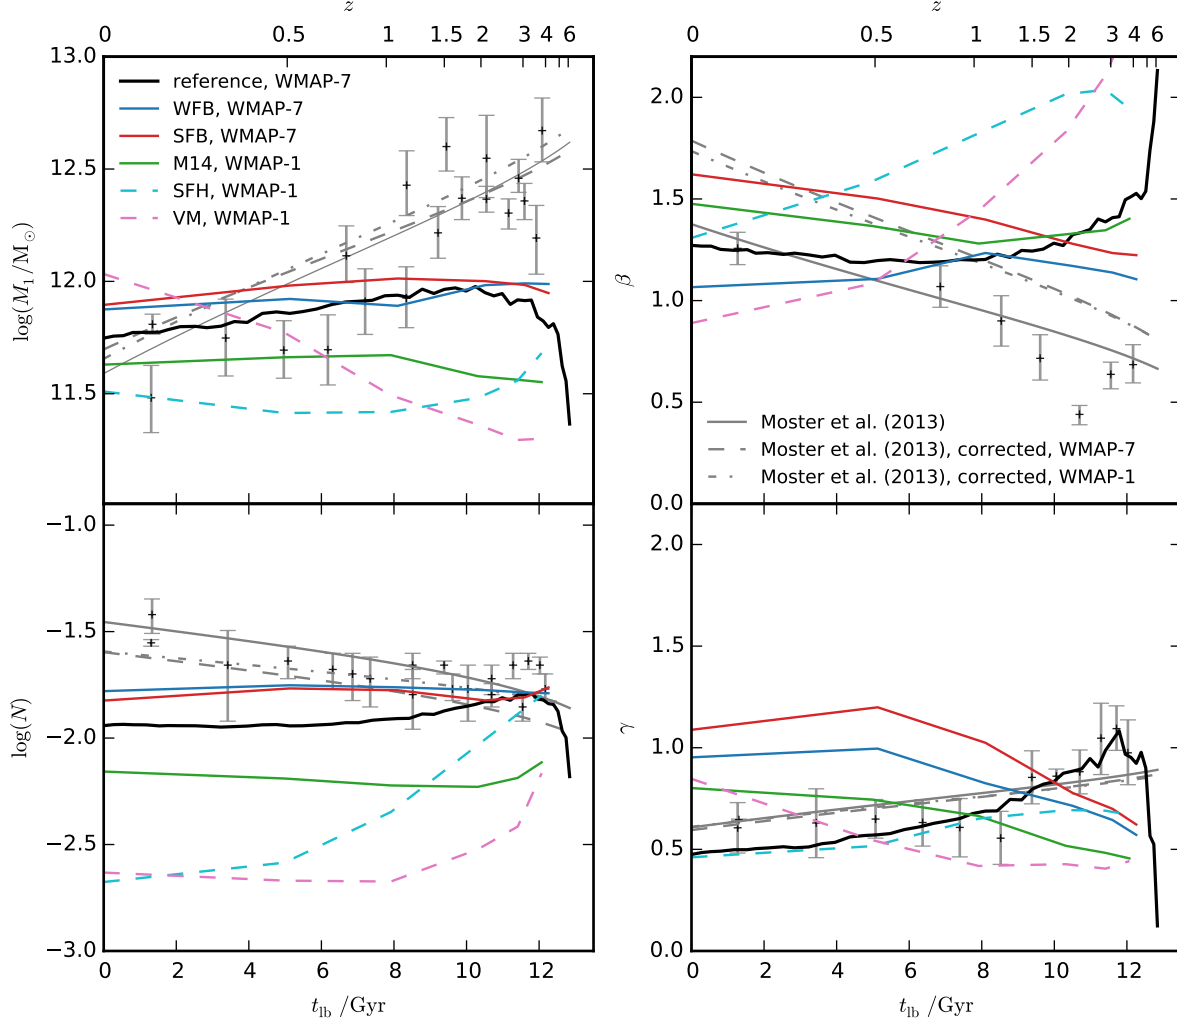 z
z
0 0.5 1 1.5 2 3 4 6
0 0.5 1 1.5 2 3 4 6
13.0
12.5
12.0
11.5
log(M₁/M☉)
reference, WMAP-7
WFB, WMAP-7
SFB, WMAP-7
M14, WMAP-1
SFH, WMAP-1
VM, WMAP-1
2.0
1.5
1.0
0.5
0.0
β
Moster et al. (2013)
Moster et al. (2013), corrected, WMAP-7
Moster et al. (2013), corrected, WMAP-1
−1.0
−1.5
−2.0
−2.5
−3.0
log(N)
0 2 4 6 8 10 12
t_lb /Gyr
2.0
1.5
1.0
0.5
0.0
γ
0 2 4 6 8 10 12
t_lb /Gyr